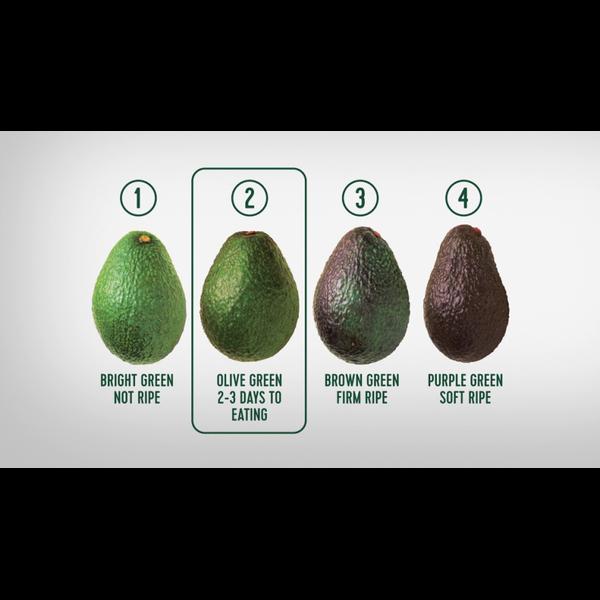 1
2
3
4
BRIGHT GREEN
NOT RIPE
OLIVE GREEN
2-3 DAYS TO
EATING
BROWN GREEN
FIRM RIPE
PURPLE GREEN
SOFT RIPE